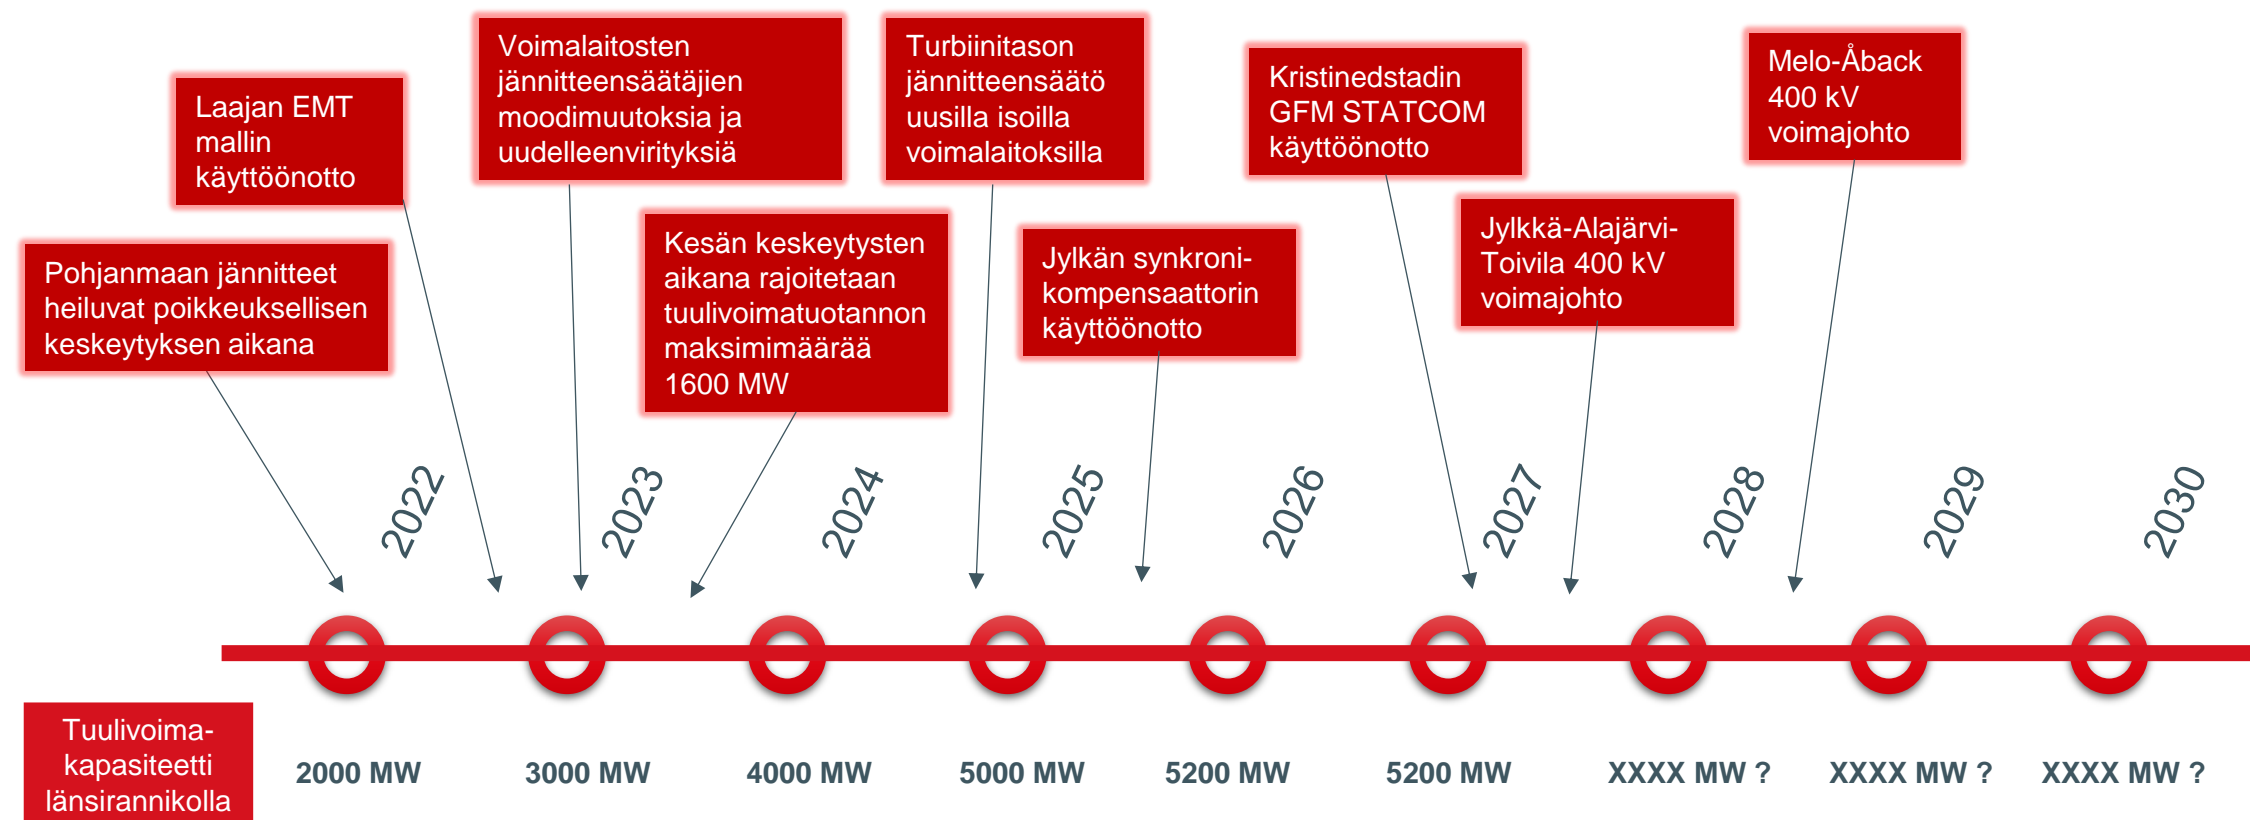 Pohjanmaan jännitteet
heiluvat poikkeuksellisen
keskeytyksen aikana
Laajan EMT
mallin
käyttöönotto
Voimalaitosten
jännitteensäätäjien
moodimuutoksia ja
uudelleenvirityksiä
Kesän keskeytysten
aikana rajoitetaan
tuulivoimatuotannon
maksimimäärää
1600 MW
Turbiinitason
jännitteensäätö
uusilla isoilla
voimalaitoksilla
Jylkän synkroni-
kompensaattorin
käyttöönotto
Kristinedstadin
GFM STATCOM
käyttöönotto
Jylkkä-Alajärvi-
Toivila 400 kV
voimajohto
Melo-Åback
400 kV
voimajohto
2022
2023
2024
2025
2026
2027
2028
2029
2030
Tuulivoima-
kapasiteetti
länsirannikolla
2000 MW
3000 MW
4000 MW
5000 MW
5200 MW
5200 MW
XXXX MW ?
XXXX MW ?
XXXX MW ?